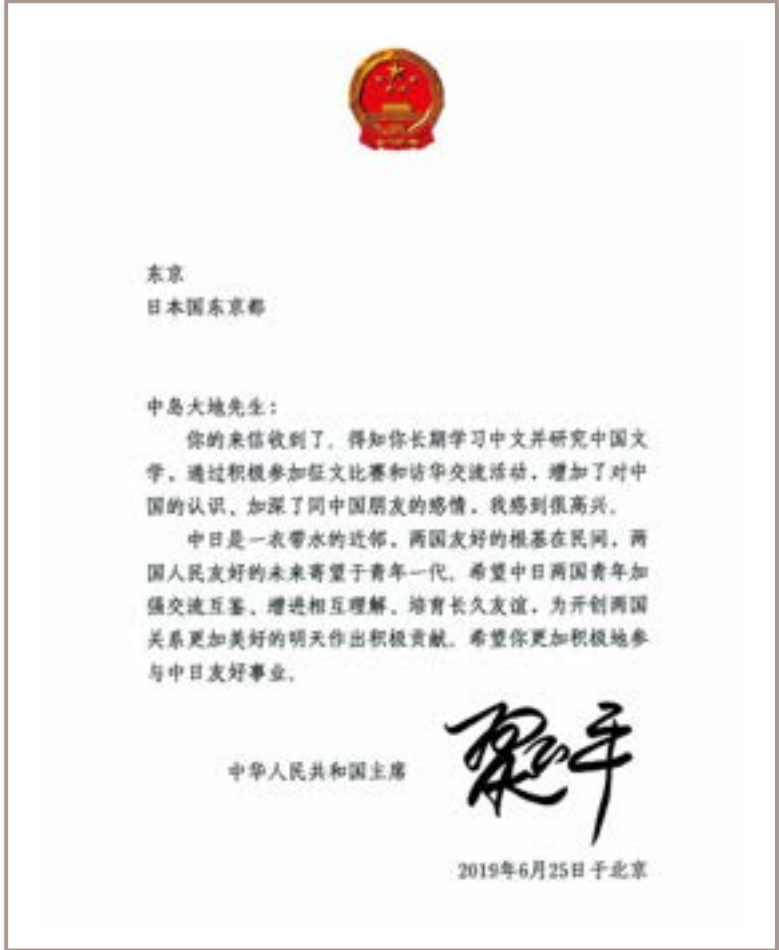 东京
日本国东京都
中岛大地先生：
你的来信收到了。得知你长期学习中文并研究中国文
学，通过积极参加征文比赛和访华交流活动，增加了对中
国的认识、加深了同中国朋友的感情，我感到很高兴。
中日是一衣带水的近邻，两国友好的根基在民间，两
国人民友好的未来寄望于青年一代。希望中日两国青年加
强交流互鉴、增进相互理解、培育长久友谊，为开创两国
关系更加美好的明天作出积极贡献。希望你更加积极地参
与中日友好事业。
中华人民共和国主席
2019年6月25日于北京